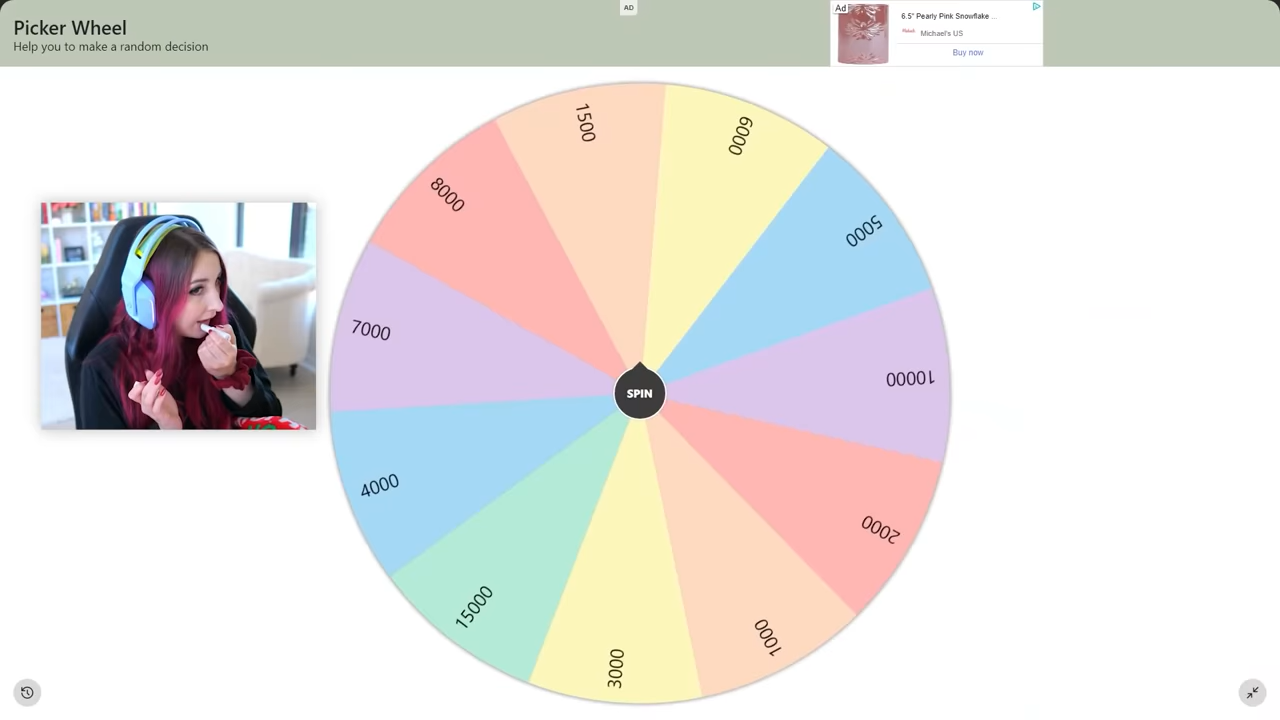 Picker Wheel
Help you to make a random decision
AD
Ad
6.5" Pearly Pink Snowflake ...
Michael's US
Buy now
1500
6000
8000
5000
7000
10000
SPIN
4000
2000
15000
1000
3000